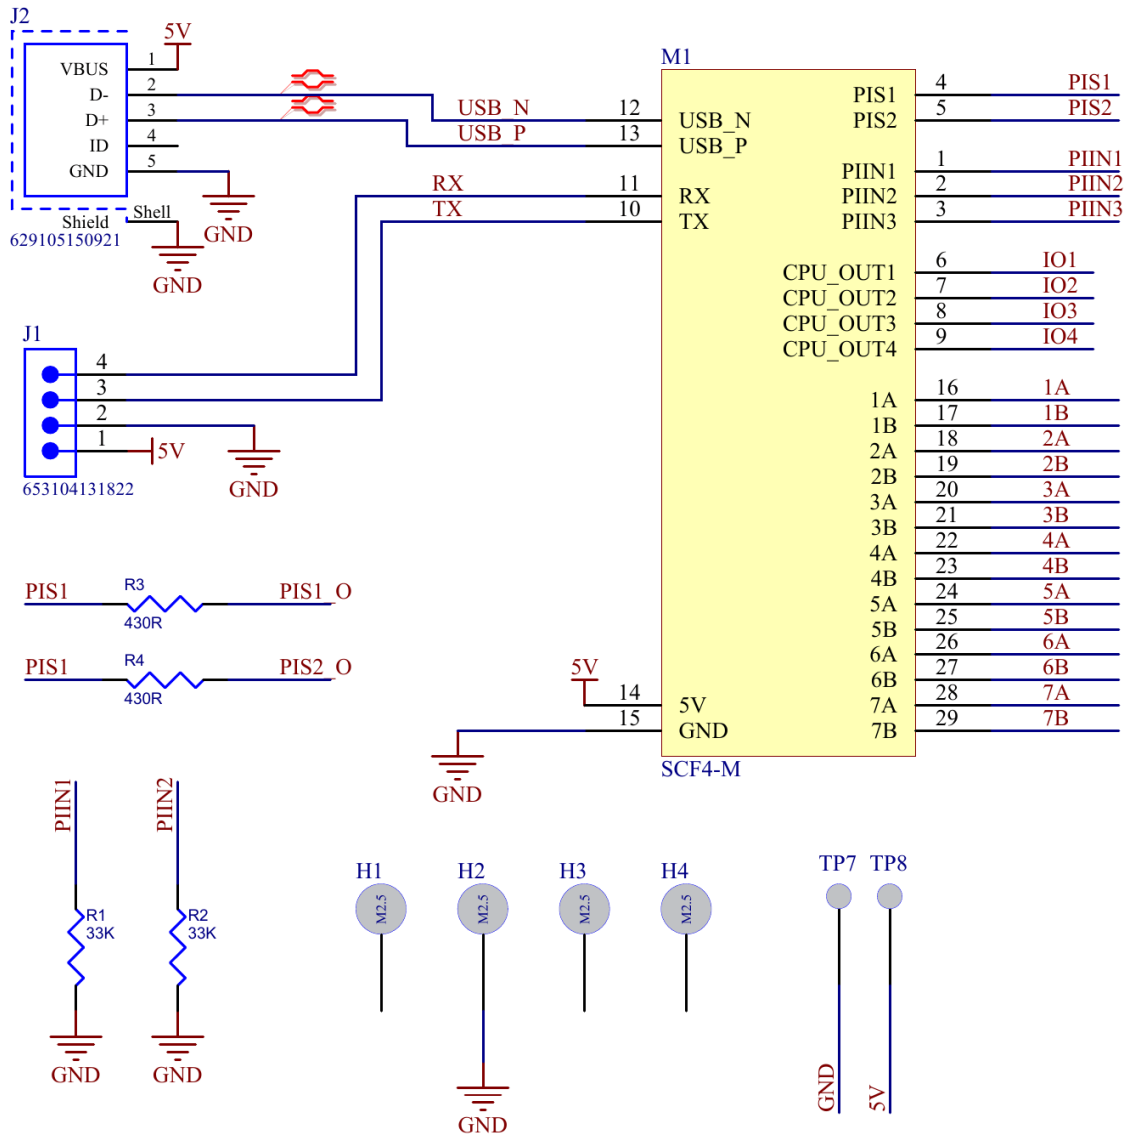 J2
5V
VBUS 1
D- 2
D+ 3
ID 4
GND 5
Shell
Shield
629105150921
GND
GND
USB_N
USB_P
RX
TX
J1
4
3
2
1
5V
653104131822
GND
M1
12 USB_N
13 USB_P
11 RX
10 TX
5V
14 5V
15 GND
GND
SCF4-M
PIS1 4 PIS1
PIS2 5 PIS2
PIIN1 1 PIIN1
PIIN2 2 PIIN2
PIIN3 3 PIIN3
CPU_OUT1 6 IO1
CPU_OUT2 7 IO2
CPU_OUT3 8 IO3
CPU_OUT4 9 IO4
1A 16 1A
1B 17 1B
2A 18 2A
2B 19 2B
3A 20 3A
3B 21 3B
4A 22 4A
4B 23 4B
5A 24 5A
5B 25 5B
6A 26 6A
6B 27 6B
7A 28 7A
7B 29 7B
PIS1 R3 PIS1_O
430R
PIS1 R4 PIS2_O
430R
PIIN1
R1
33K
GND
PIIN2
R2
33K
GND
H1
M2.5
H2
M2.5
GND
H3
M2.5
H4
M2.5
TP7
GND
TP8
5V